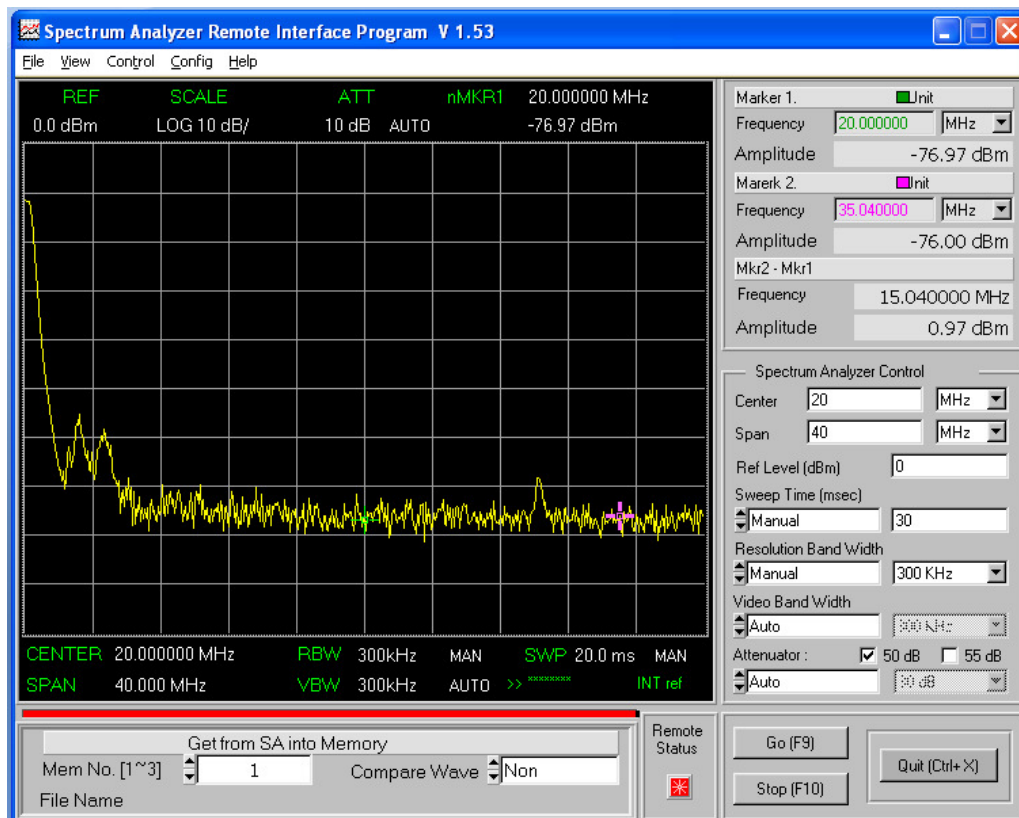 Spectrum Analyzer Remote Interface Program V 1.53
File View Control Config Help
REF SCALE ATT nMKR1 20.000000 MHz
0.0 dBm LOG 10 dB/ 10 dB AUTO -76.97 dBm
CENTER 20.000000 MHz RBW 300kHz MAN SWP 20.0 ms MAN
SPAN 40.000 MHz VBW 300kHz AUTO >> ******** INT ref
Marker 1. Unit
Frequency 20.000000 MHz
Amplitude -76.97 dBm
Marerk 2. Unit
Frequency 35.040000 MHz
Amplitude -76.00 dBm
Mkr2 - Mkr1
Frequency 15.040000 MHz
Amplitude 0.97 dBm
Spectrum Analyzer Control
Center 20 MHz
Span 40 MHz
Ref Level (dBm) 0
Sweep Time (msec)
Manual 30
Resolution Band Width
Manual 300 KHz
Video Band Width
Auto 300 KHz
Attenuator : 50 dB 55 dB
Auto
Get from SA into Memory
Mem No. [1~3] 1 Compare Wave Non
File Name
Remote
Status
Go (F9)
Stop (F10)
Quit (Ctrl+X)